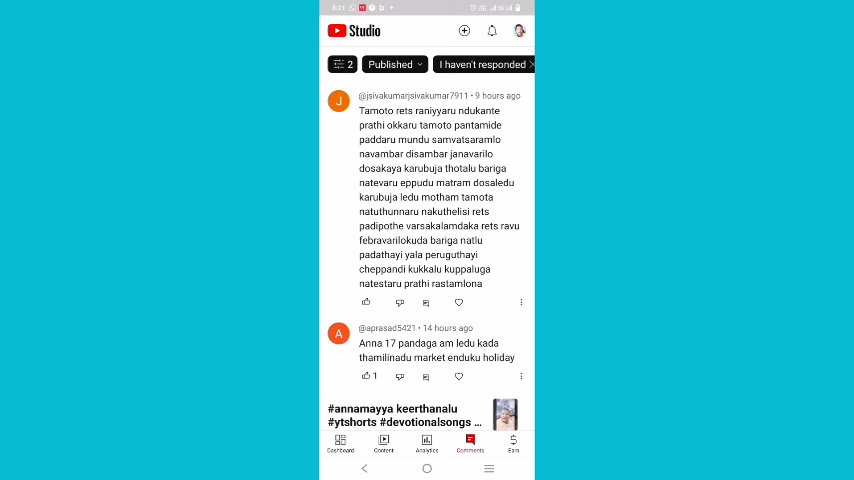 8:21
Studio
2
Published
I haven't responded
J
@jsivakumarjsivakumar7911 • 9 hours ago
Tamoto rets raniyyaru ndukante
prathi okkaru tamoto pantamide
paddaru mundu samvatsaramlo
navambar disambar janavarilo
dosakaya karubuja thotalu bariga
natevaru eppudu matram dosaledu
karubuja ledu motham tamota
natuthunnaru nakuthelisi rets
padipothe varsakalamdaka rets ravu
febravarilokuda bariga natlu
padathayi yala peruguthayi
cheppandi kukkalu kuppaluga
natestaru prathi rastamlona
A
@aprasad5421 • 14 hours ago
Anna 17 pandaga am ledu kada
thamilinadu market enduku holiday
1
#annamayya keerthanalu
#ytshorts #devotionalsongs ...
Dashboard
Content
Analytics
Comments
Earn